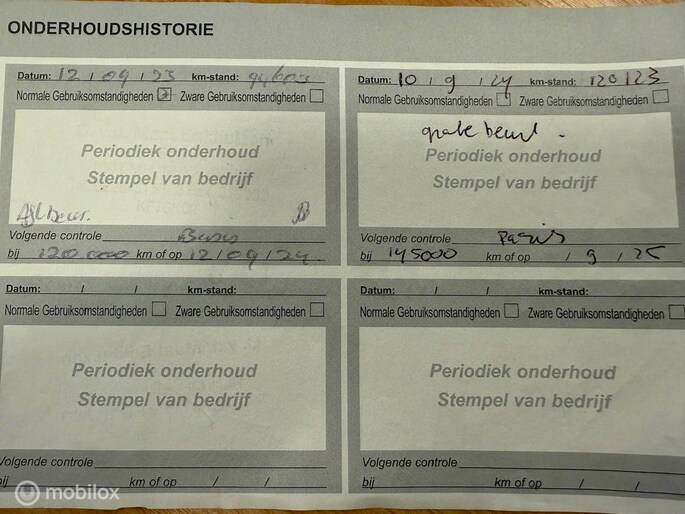 ONDERHOUDSHISTORIE
Datum: 12 / 09 / 23 km-stand:
Normale Gebruiksomstandigheden Zware Gebruiksomstandigheden
Periodiek onderhoud
Stempel van bedrijf
Volgende controle
bij 120.000 km of op 12 / 09 / 24
Datum: 10 / 9 / 24 km-stand: 120123
Normale Gebruiksomstandigheden Zware Gebruiksomstandigheden
grote beurt
Periodiek onderhoud
Stempel van bedrijf
Volgende controle
bij 145000 km of op / 9 / 25
Datum: / / km-stand:
Normale Gebruiksomstandigheden Zware Gebruiksomstandigheden
Periodiek onderhoud
Stempel van bedrijf
Volgende controle
bij km of op / /
Datum: / / km-stand:
Normale Gebruiksomstandigheden Zware Gebruiksomstandigheden
Periodiek onderhoud
Stempel van bedrijf
Volgende controle
bij km of op / /
mobilox